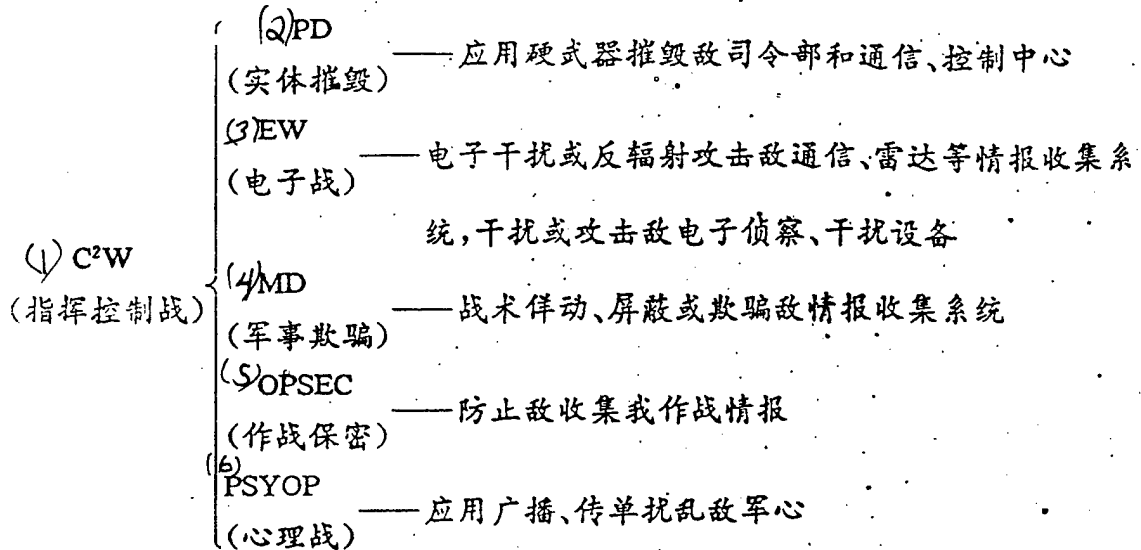 (2)PD
(实体摧毁)——应用硬武器摧毁敌司令部和通信、控制中心
(3)EW
(电子战)——电子干扰或反辐射攻击敌通信、雷达等情报收集系
统,干扰或攻击敌电子侦察、干扰设备
(1) C²W
(指挥控制战)
(4)MD
(军事欺骗)——战术佯动、屏蔽或欺骗敌情报收集系统
(5)OPSEC
(作战保密)——防止敌收集我作战情报
(6)
PSYOP
(心理战)——应用广播、传单扰乱敌军心